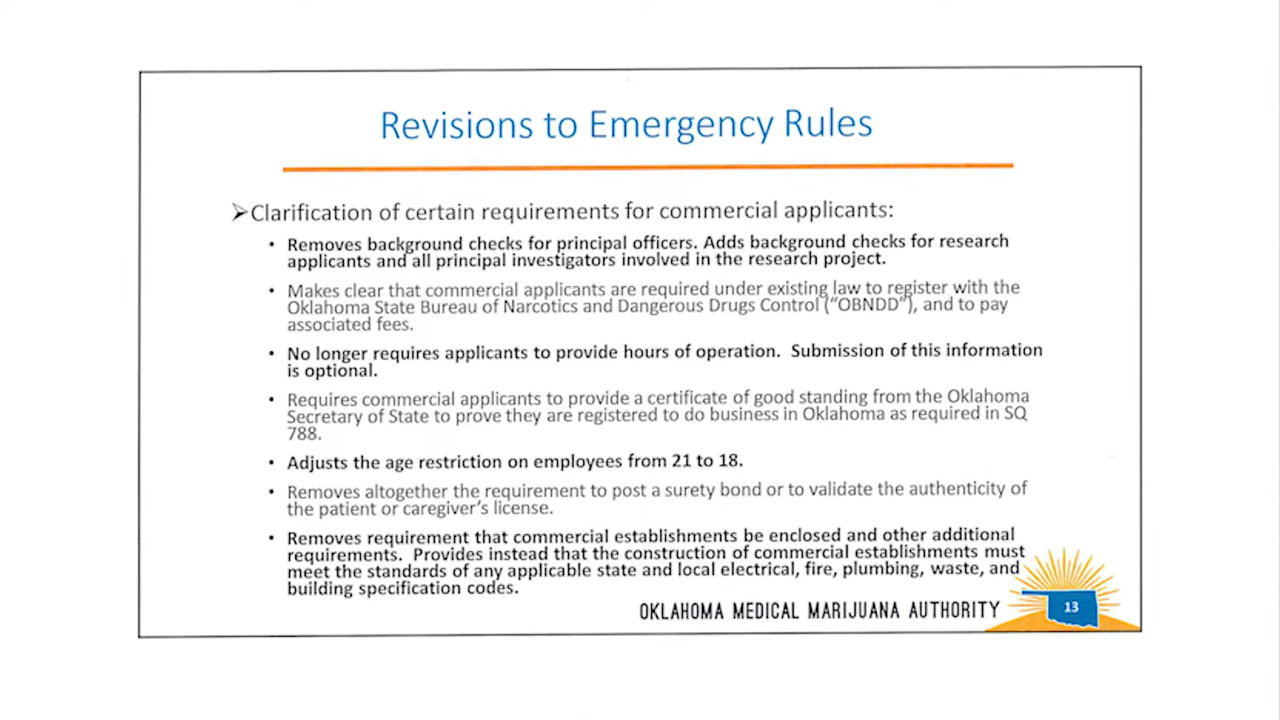 Revisions to Emergency Rules
➢Clarification of certain requirements for commercial applicants:
• Removes background checks for principal officers. Adds background checks for research
applicants and all principal investigators involved in the research project.
• Makes clear that commercial applicants are required under existing law to register with the
Oklahoma State Bureau of Narcotics and Dangerous Drugs Control (“OBNDD”), and to pay
associated fees.
• No longer requires applicants to provide hours of operation. Submission of this information
is optional.
• Requires commercial applicants to provide a certificate of good standing from the Oklahoma
Secretary of State to prove they are registered to do business in Oklahoma as required in SQ
788.
• Adjusts the age restriction on employees from 21 to 18.
• Removes altogether the requirement to post a surety bond or to validate the authenticity of
the patient or caregiver’s license.
• Removes requirement that commercial establishments be enclosed and other additional
requirements. Provides instead that the construction of commercial establishments must
meet the standards of any applicable state and local electrical, fire, plumbing, waste, and
building specification codes.
OKLAHOMA MEDICAL MARIJUANA AUTHORITY
13